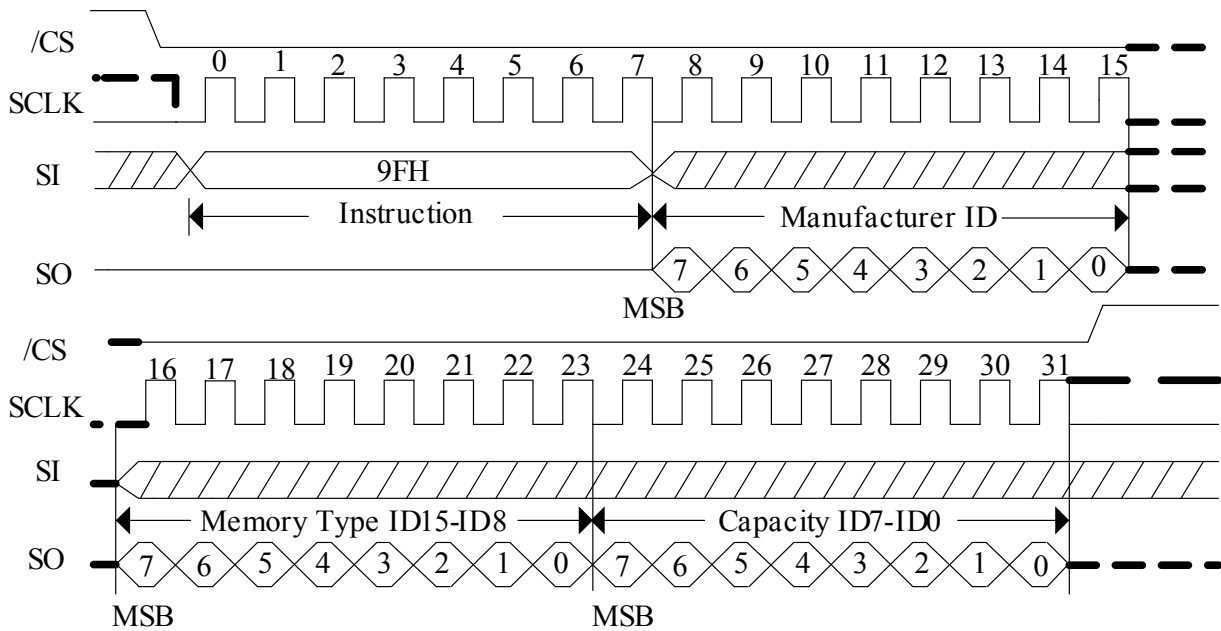 /CS
0 1 2 3 4 5 6 7 8 9 10 11 12 13 14 15
SCLK
SI 9FH
Instruction Manufacturer ID
SO 7 6 5 4 3 2 1 0
MSB
/CS
16 17 18 19 20 21 22 23 24 25 26 27 28 29 30 31
SCLK
SI
Memory Type ID15-ID8 Capacity ID7-ID0
SO 7 6 5 4 3 2 1 0 7 6 5 4 3 2 1 0
MSB MSB